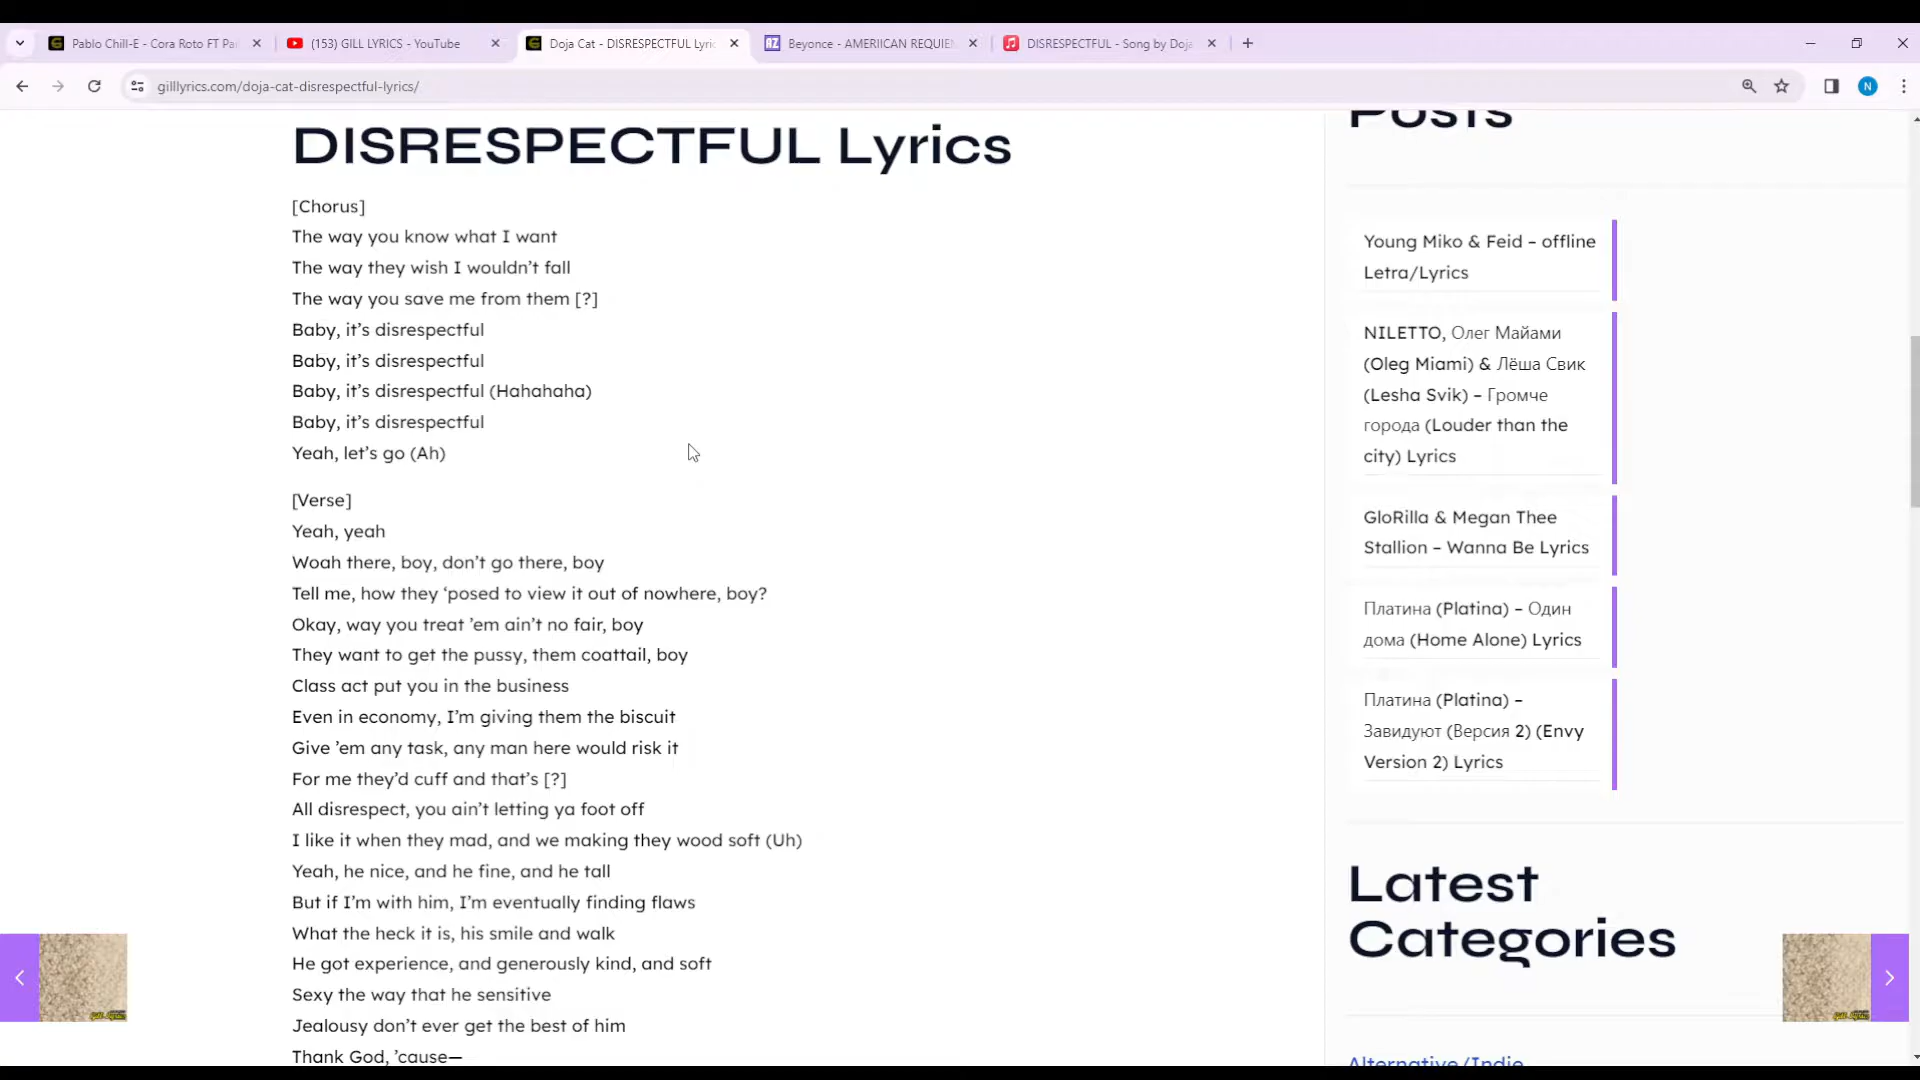 Pablo Chill-E - Cora Roto FT Pai
(153) GILL LYRICS - YouTube
Doja Cat - DISRESPECTFUL Lyric
Beyonce - AMERIICAN REQUIEM
DISRESPECTFUL - Song by Doja
gilllyrics.com/doja-cat-disrespectful-lyrics/
N
DISRESPECTFUL Lyrics
[Chorus]
The way you know what I want
The way they wish I wouldn't fall
The way you save me from them [?]
Baby, it's disrespectful
Baby, it's disrespectful
Baby, it's disrespectful (Hahahaha)
Baby, it's disrespectful
Yeah, let's go (Ah)
[Verse]
Yeah, yeah
Woah there, boy, don't go there, boy
Tell me, how they ‘posed to view it out of nowhere, boy?
Okay, way you treat ’em ain't no fair, boy
They want to get the pussy, them coattail, boy
Class act put you in the business
Even in economy, I'm giving them the biscuit
Give ’em any task, any man here would risk it
For me they'd cuff and that's [?]
All disrespect, you ain't letting ya foot off
I like it when they mad, and we making they wood soft (Uh)
Yeah, he nice, and he fine, and he tall
But if I'm with him, I'm eventually finding flaws
What the heck it is, his smile and walk
He got experience, and generously kind, and soft
Sexy the way that he sensitive
Jealousy don't ever get the best of him
Thank God, ’cause—
Posts
Young Miko & Feid – offline
Letra/Lyrics
NILETTO, Олег Майами
(Oleg Miami) & Лёша Свик
(Lesha Svik) – Громче
города (Louder than the
city) Lyrics
GloRilla & Megan Thee
Stallion – Wanna Be Lyrics
Платина (Platina) – Один
дома (Home Alone) Lyrics
Платина (Platina) –
Завидуют (Версия 2) (Envy
Version 2) Lyrics
Latest
Categories
Alternative/Indie